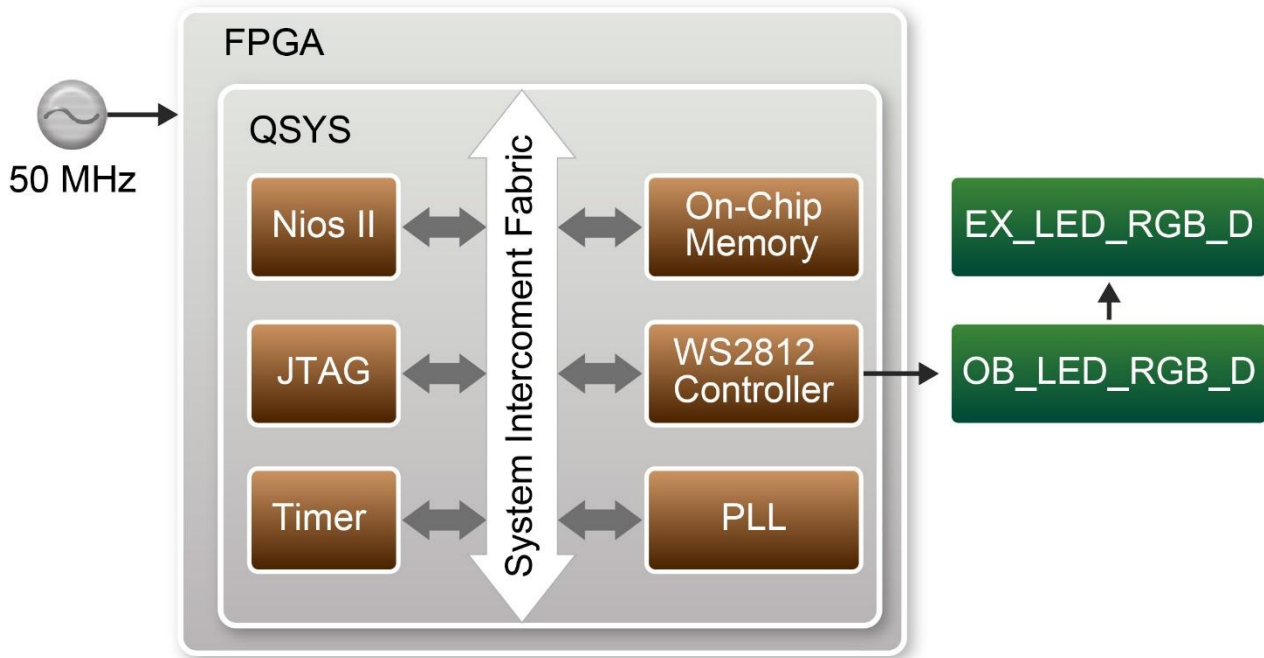 FPGA
50 MHz
QSYS
Nios II
JTAG
Timer
System Intercoment Fabric
On-Chip
Memory
WS2812
Controller
PLL
EX_LED_RGB_D
OB_LED_RGB_D